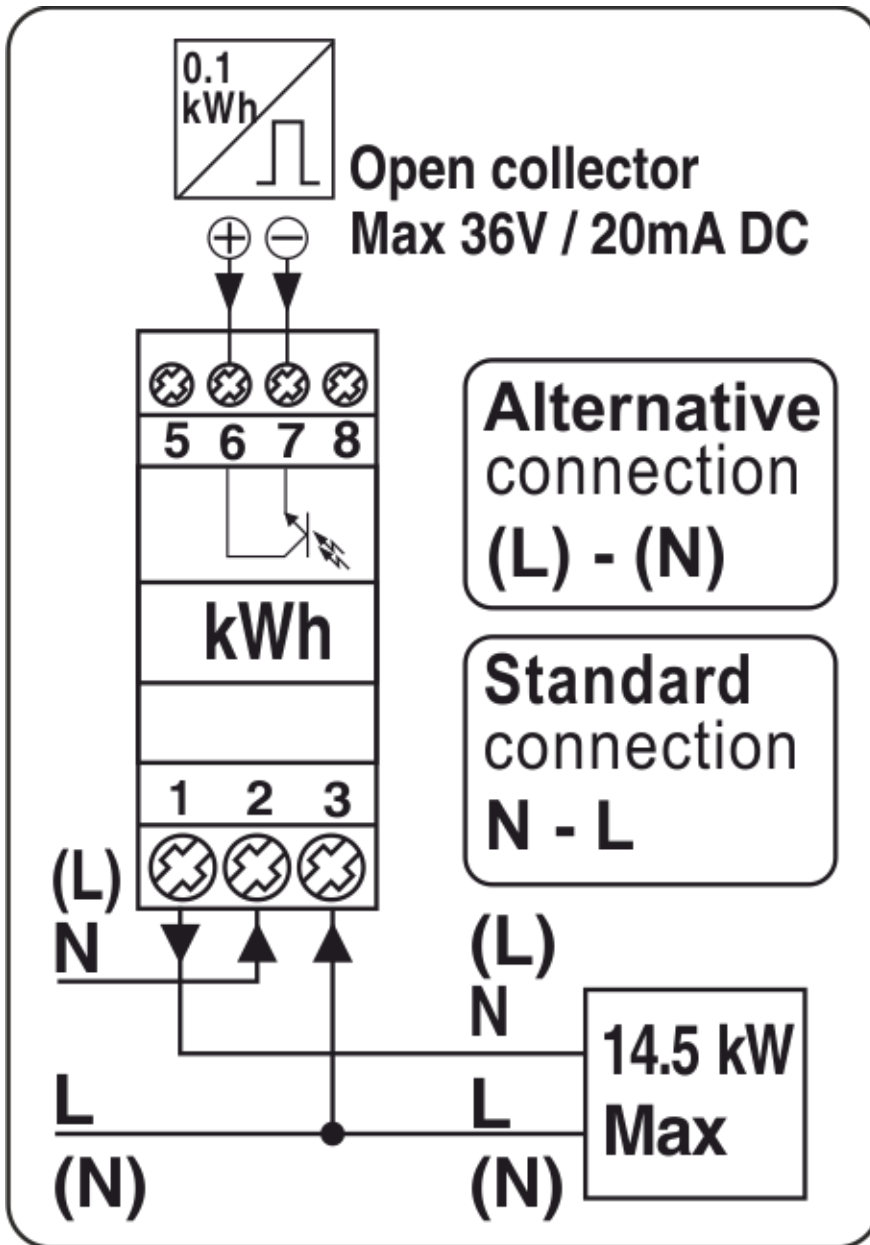 0.1
kWh
Open collector
Max 36V / 20mA DC
+ −
5 6 7 8
Alternative
connection
(L) - (N)
kWh
Standard
connection
N - L
1 2 3
(L)
N
(L)
N
14.5 kW
Max
L
(N)
L
(N)